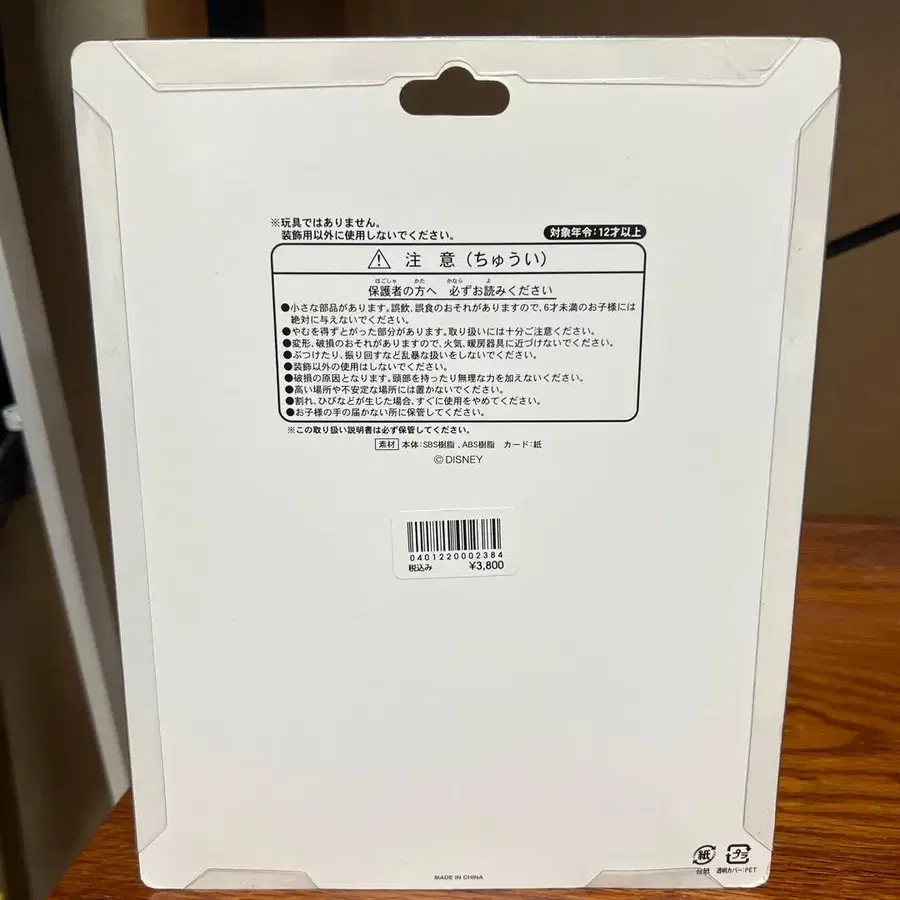 ※玩具ではありません。
装飾用以外に使用しないでください。
対象年令:12才以上
注 意 (ちゅうい)
ほごしゃ かた かなら よ
保護者の方へ 必ずお読みください
●小さな部品があります。誤飲、誤食のおそれがありますので、6才未満のお子様には
絶対に与えないでください。
●やむを得ずとがった部分があります。取り扱いには十分ご注意ください。
●変形、破損のおそれがありますので、火気、暖房器具に近づけないでください。
●ぶつけたり、振り回すなど乱暴な扱いをしないでください。
●装飾以外の使用はしないでください。
●破損の原因となります。頭部を持ったり無理な力を加えないください。
●高い場所や不安定な場所には置かないでください。
●割れ、ひびなどが生じた場合、すぐに使用をやめてください。
●お子様の手の届かない所に保管してください。
※この取り扱い説明書は必ず保管してください。
素材 本体:SBS樹脂、ABS樹脂 カード:紙
© DISNEY
0401220002384
税込み ¥3,800
紙 プラ
台紙 透明カバー:PET
MADE IN CHINA